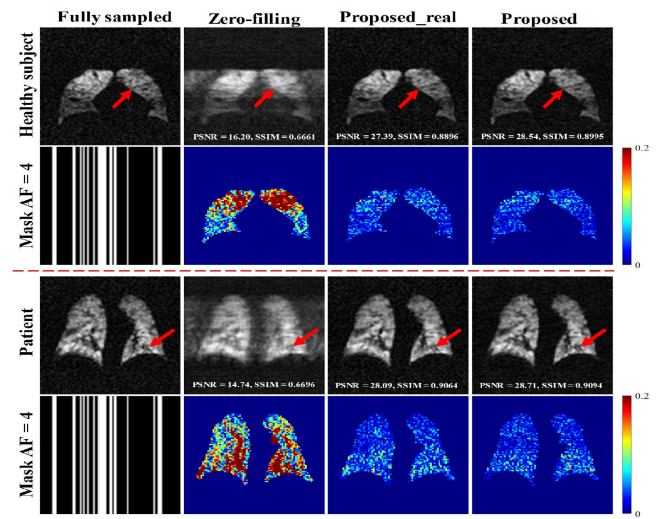 Fully sampled Zero-filling Proposed_real Proposed
Healthy subject
PSNR = 16.20, SSIM = 0.6661 PSNR = 27.39, SSIM = 0.8896 PSNR = 28.54, SSIM = 0.8995
Mask AF = 4
0.2
0
Patient
PSNR = 14.74, SSIM = 0.6696 PSNR = 28.09, SSIM = 0.9064 PSNR = 28.71, SSIM = 0.9094
Mask AF = 4
0.2
0